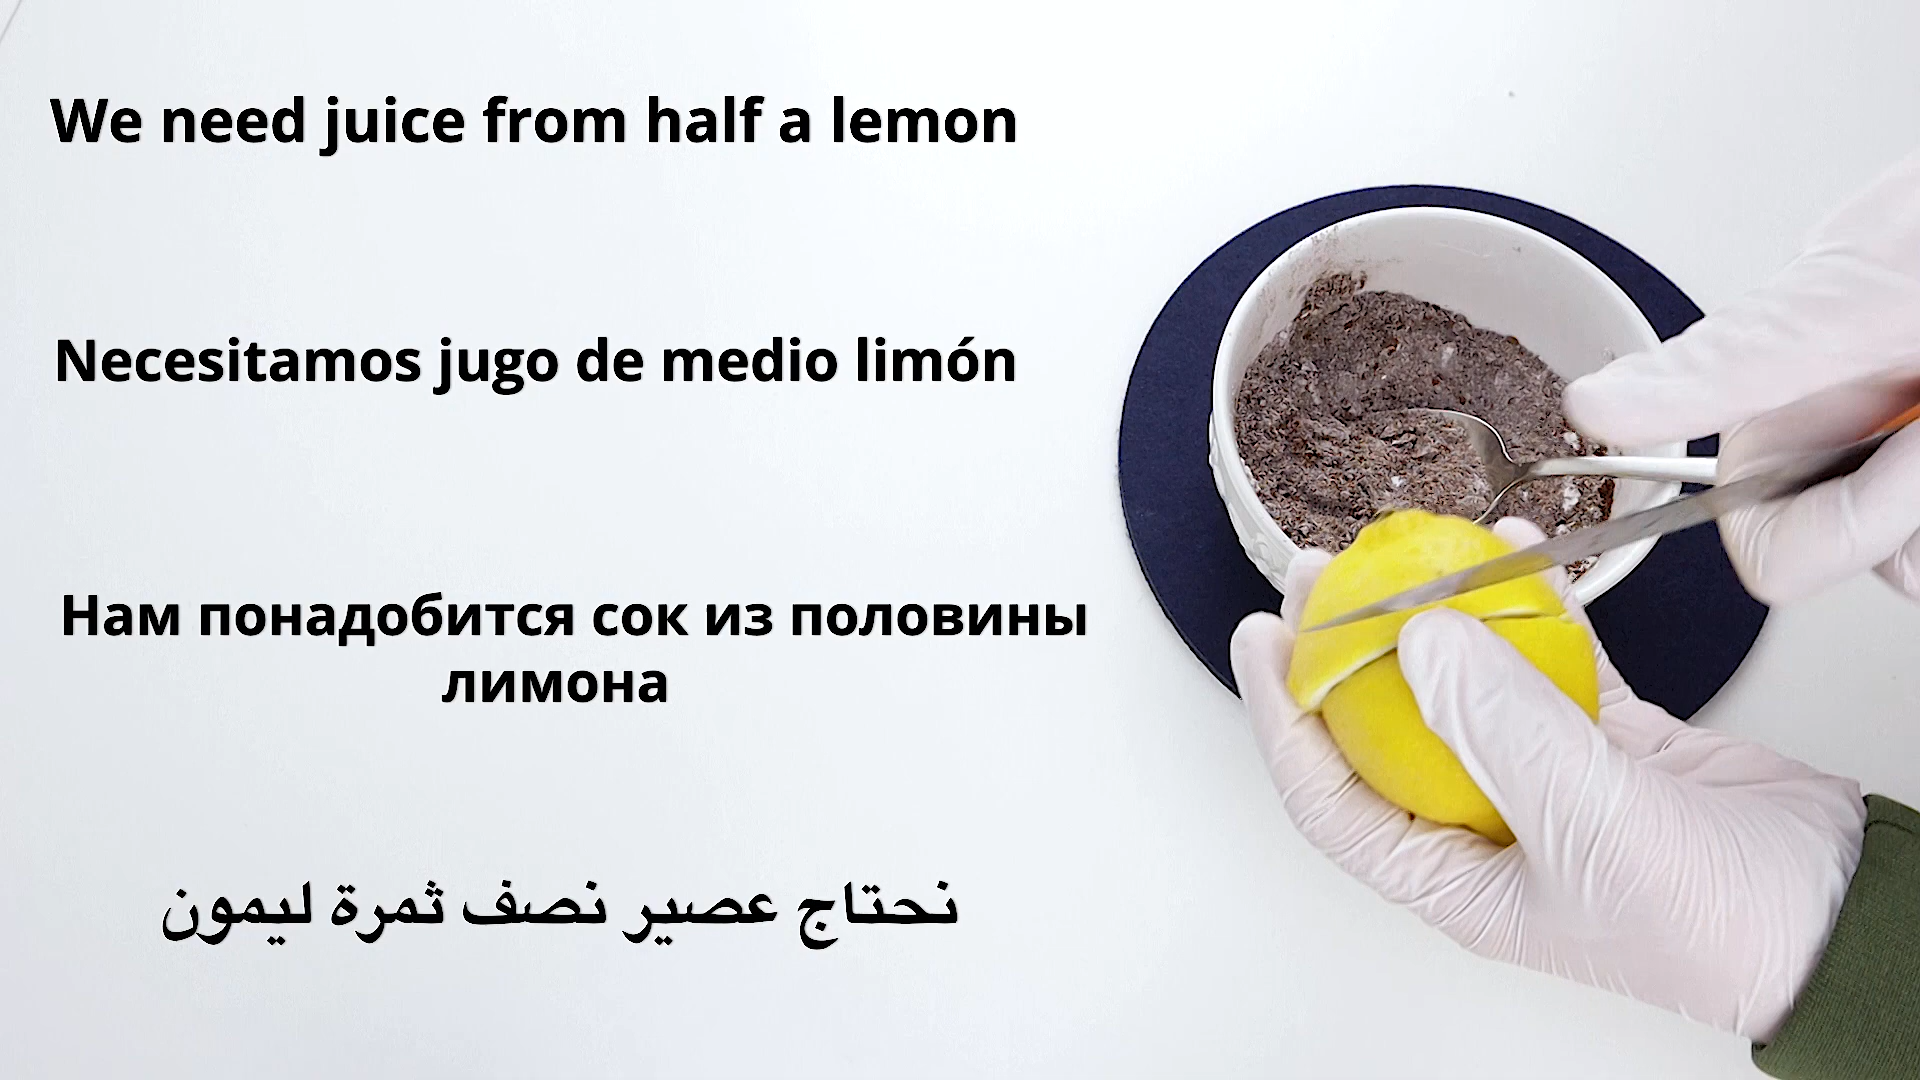 We need juice from half a lemon
Necesitamos jugo de medio limón
Нам понадобится сок из половины
лимона
نحتاج عصير نصف ثمرة ليمون